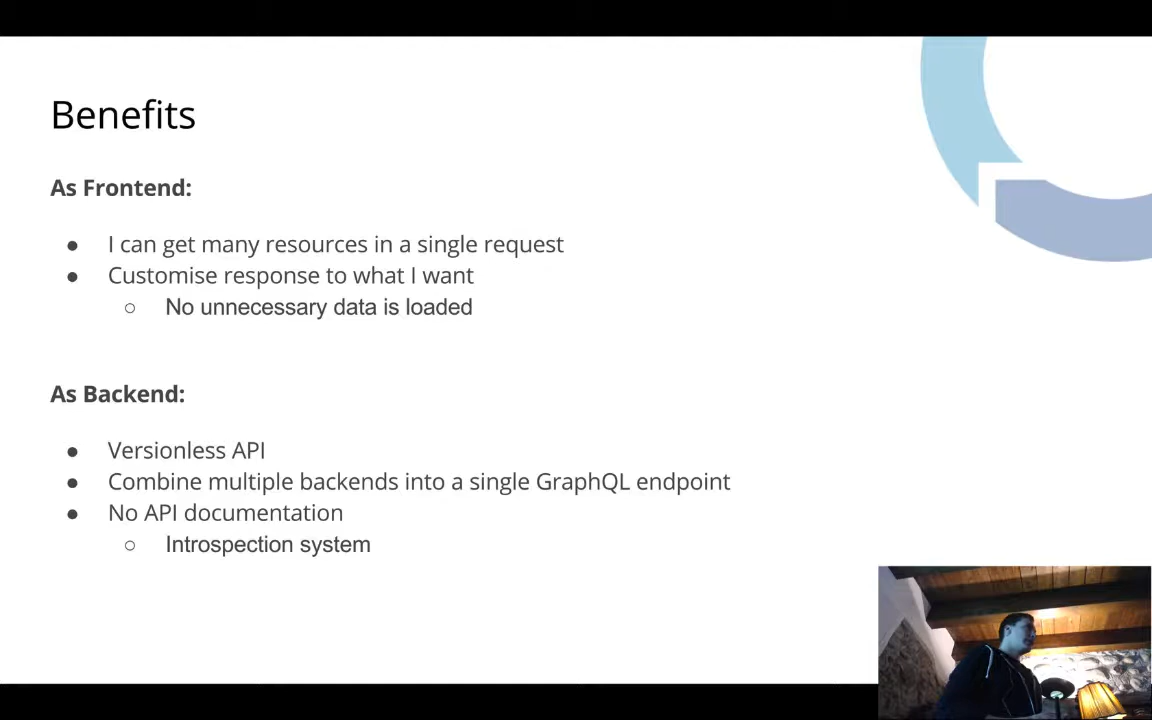 Benefits
As Frontend:
● I can get many resources in a single request
● Customise response to what I want
○ No unnecessary data is loaded
As Backend:
● Versionless API
● Combine multiple backends into a single GraphQL endpoint
● No API documentation
○ Introspection system